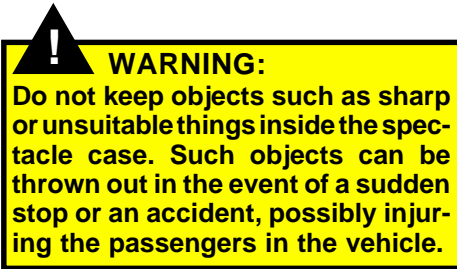 ! WARNING:
Do not keep objects such as sharp
or unsuitable things inside the spec-
tacle case. Such objects can be
thrown out in the event of a sudden
stop or an accident, possibly injur-
ing the passengers in the vehicle.